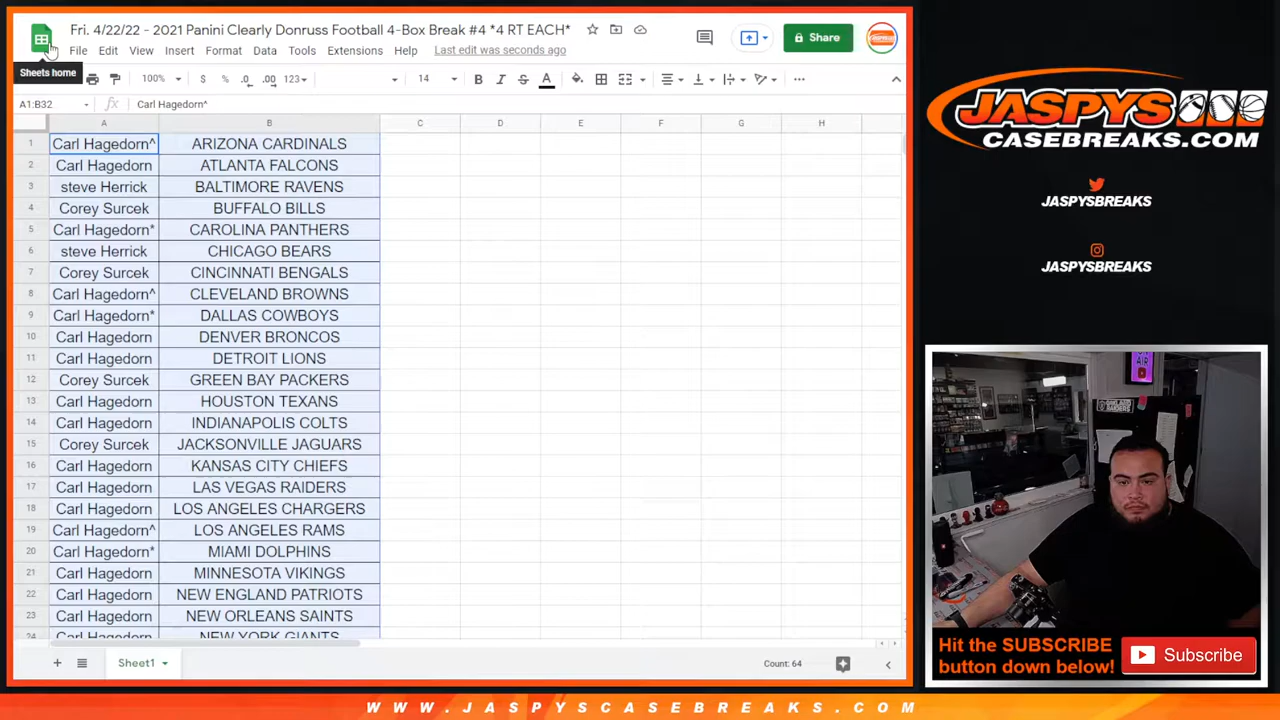 Fri. 4/22/22 - 2021 Panini Clearly Donruss Football 4-Box Break #4 *4 RT EACH*
File Edit View Insert Format Data Tools Extensions Help Last edit was seconds ago
Share
Sheets home
100% $ % .0 .00 123 14 B I S A
A1:B32 fx Carl Hagedorn^
A B C D E F G H
1 Carl Hagedorn^ ARIZONA CARDINALS
2 Carl Hagedorn ATLANTA FALCONS
3 steve Herrick BALTIMORE RAVENS
4 Corey Surcek BUFFALO BILLS
5 Carl Hagedorn* CAROLINA PANTHERS
6 steve Herrick CHICAGO BEARS
7 Corey Surcek CINCINNATI BENGALS
8 Carl Hagedorn^ CLEVELAND BROWNS
9 Carl Hagedorn* DALLAS COWBOYS
10 Carl Hagedorn DENVER BRONCOS
11 Carl Hagedorn DETROIT LIONS
12 Corey Surcek GREEN BAY PACKERS
13 Carl Hagedorn HOUSTON TEXANS
14 Carl Hagedorn INDIANAPOLIS COLTS
15 Corey Surcek JACKSONVILLE JAGUARS
16 Carl Hagedorn KANSAS CITY CHIEFS
17 Carl Hagedorn LAS VEGAS RAIDERS
18 Carl Hagedorn LOS ANGELES CHARGERS
19 Carl Hagedorn^ LOS ANGELES RAMS
20 Carl Hagedorn* MIAMI DOLPHINS
21 Carl Hagedorn MINNESOTA VIKINGS
22 Carl Hagedorn NEW ENGLAND PATRIOTS
23 Carl Hagedorn NEW ORLEANS SAINTS
24 Carl Hagedorn NEW YORK GIANTS
Sheet1 Count: 64
JASPYS
CASEBREAKS.COM
JASPYSBREAKS
JASPYSBREAKS
AIR
Hit the SUBSCRIBE
button down below!
Subscribe
WWW.JASPYSCASEBREAKS.COM